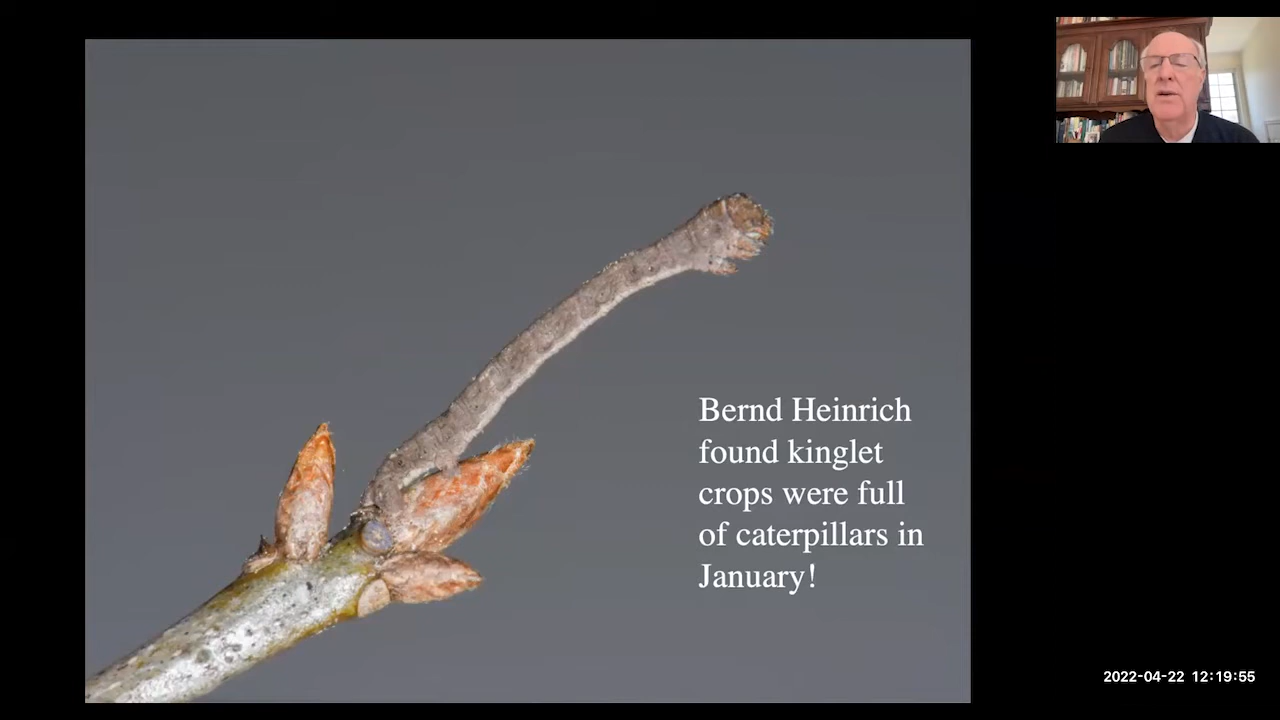 Bernd Heinrich
found kinglet
crops were full
of caterpillars in
January!
2022-04-22 12:19:55